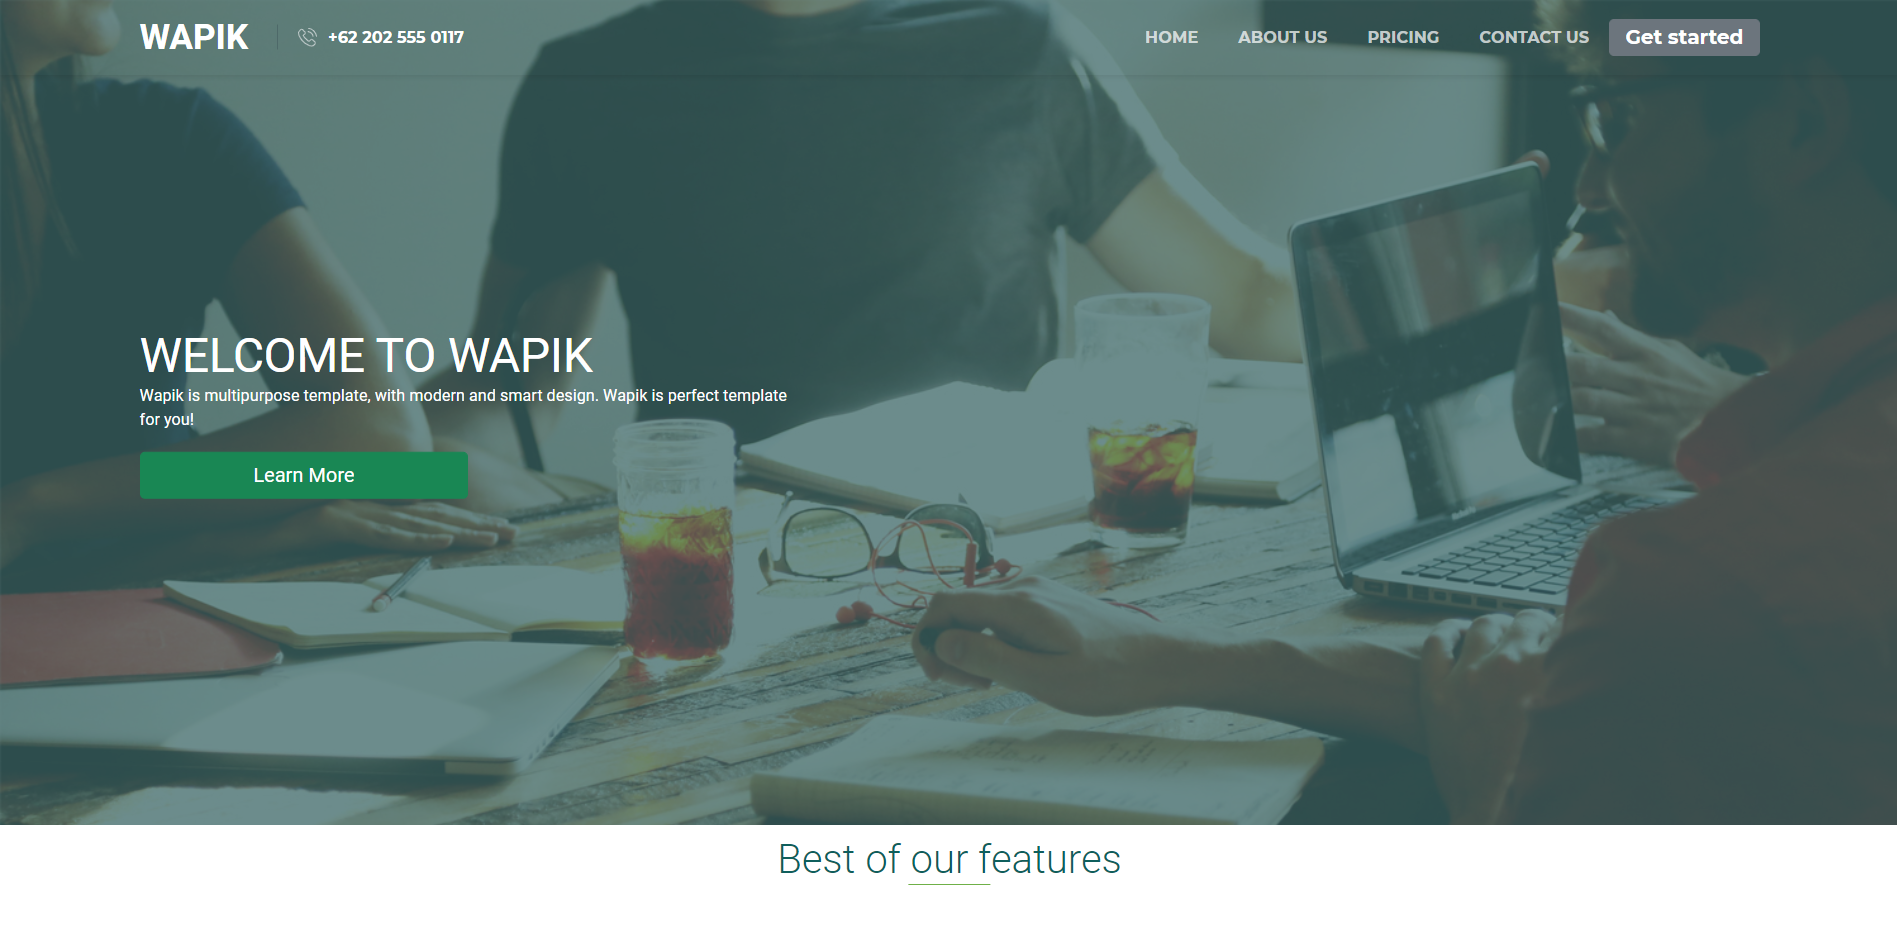 WAPIK
+62 202 555 0117
HOME
ABOUT US
PRICING
CONTACT US
Get started
WELCOME TO WAPIK
Wapik is multipurpose template, with modern and smart design. Wapik is perfect template
for you!
Learn More
Best of our features